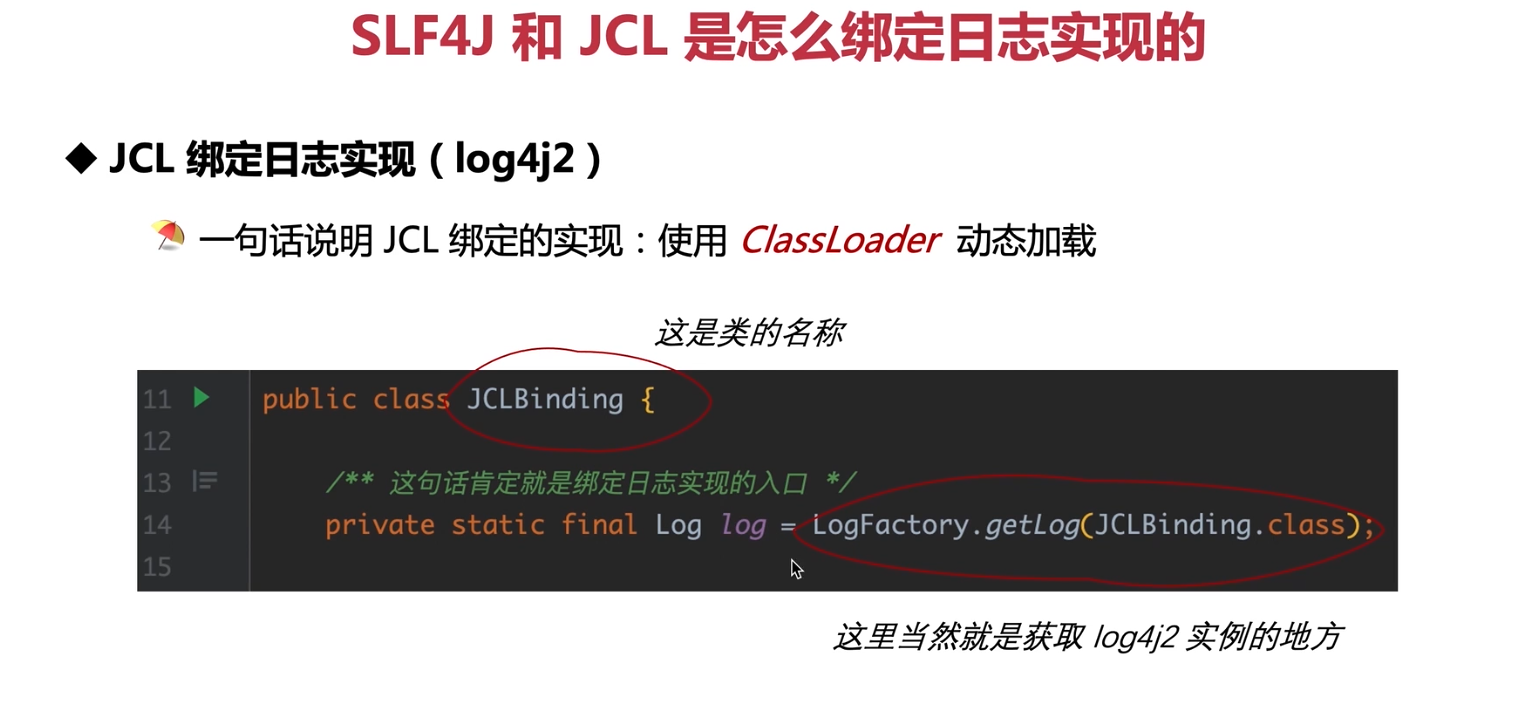 SLF4J 和 JCL 是怎么绑定日志实现的
◆ JCL 绑定日志实现（log4j2）
一句话说明 JCL 绑定的实现：使用 ClassLoader 动态加载
这是类的名称
11 public class JCLBinding {
12
13 /** 这句话肯定就是绑定日志实现的入口 */
14 private static final Log log = LogFactory.getLog(JCLBinding.class);
15
这里当然就是获取 log4j2 实例的地方